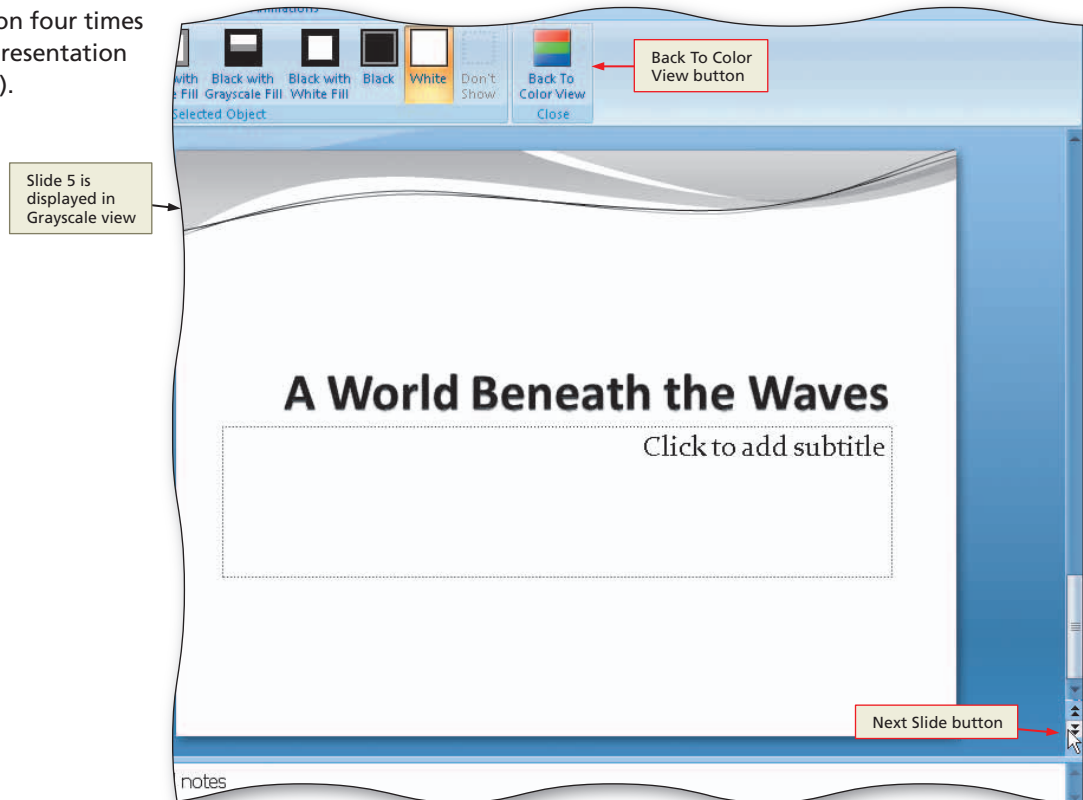 on four times
resentation
).
Animations
with
Fill
Black with
Grayscale Fill
Black with
White Fill
Black
White
Don't
Show
Back To
Color View
Selected Object
Close
Back To Color
View button
Slide 5 is
displayed in
Grayscale view
A World Beneath the Waves
Click to add subtitle
Next Slide button
notes